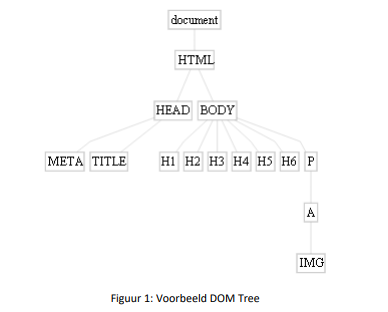 document
HTML
HEAD BODY
META TITLE H1 H2 H3 H4 H5 H6 P
A
IMG
Figuur 1: Voorbeeld DOM Tree